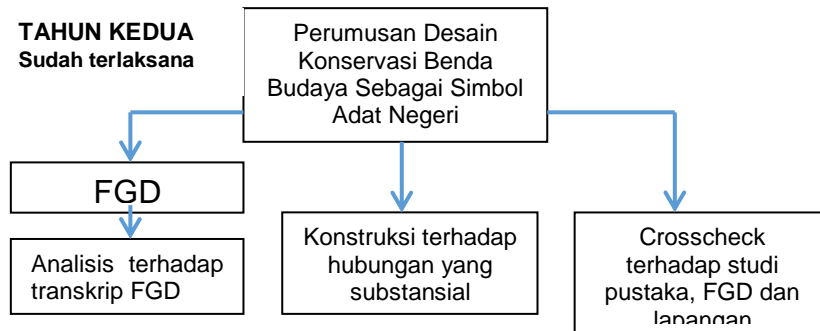 TAHUN KEDUA
Sudah terlaksana
Perumusan Desain
Konservasi Benda
Budaya Sebagai Simbol
Adat Negeri
FGD
Analisis terhadap
transkrip FGD
Konstruksi terhadap
hubungan yang
substansial
Crosscheck
terhadap studi
pustaka, FGD dan
lapangan